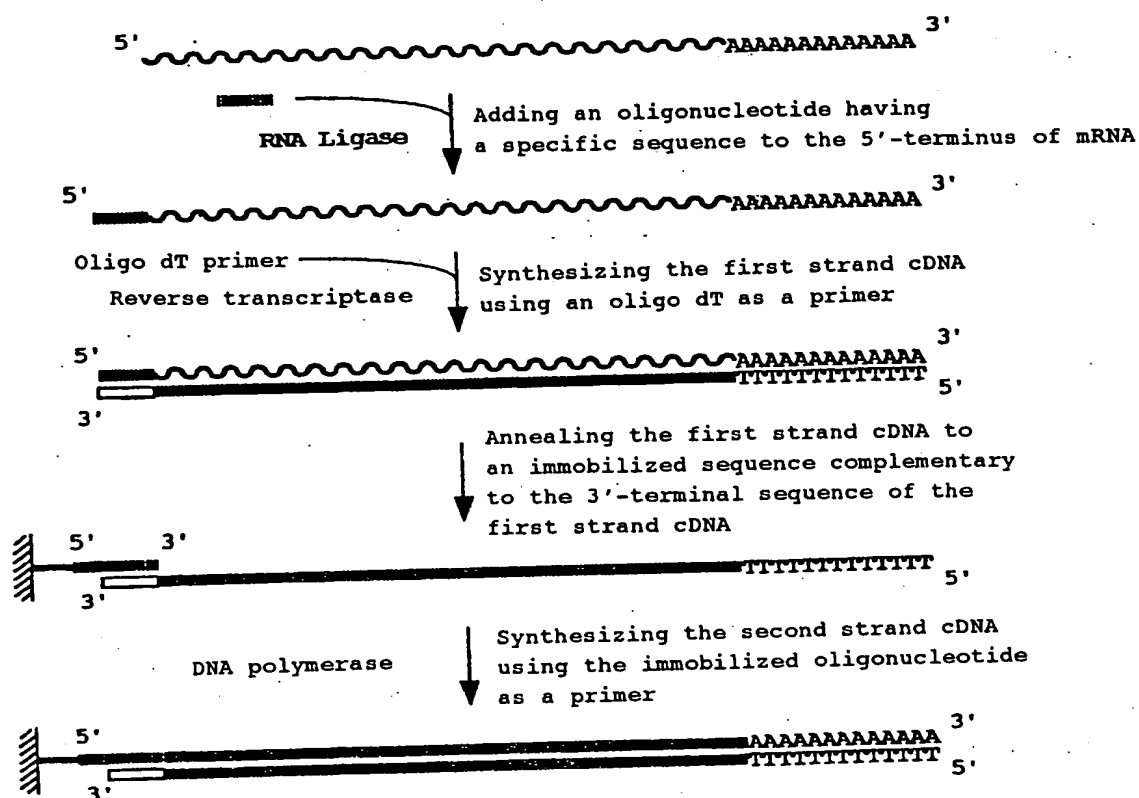 5'
3'
AAAAAAAAAAAAA
RNA Ligase
Adding an oligonucleotide having
a specific sequence to the 5'-terminus of mRNA
5'
3'
AAAAAAAAAAAAA
Oligo dT primer
Reverse transcriptase
Synthesizing the first strand cDNA
using an oligo dT as a primer
5'
3'
AAAAAAAAAAAAA
TTTTTTTTTTTTT
3'
5'
Annealing the first strand cDNA to
an immobilized sequence complementary
to the 3'-terminal sequence of the
first strand cDNA
5'
3'
TTTTTTTTTTTTT
3'
5'
DNA polymerase
Synthesizing the second strand cDNA
using the immobilized oligonucleotide
as a primer
5'
3'
AAAAAAAAAAAAA
TTTTTTTTTTTTT
3'
5'